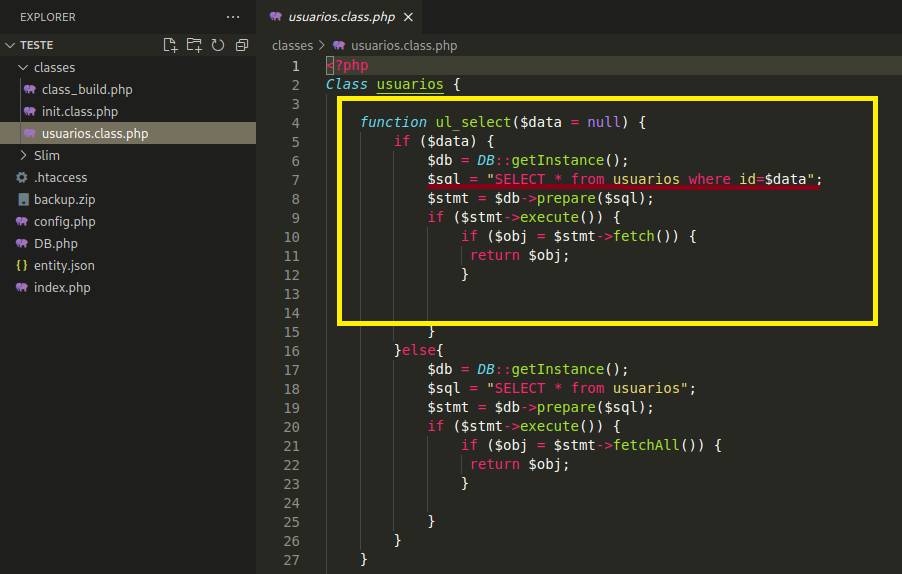 EXPLORER
···
usuarios.class.php
TESTE
classes
class_build.php
init.class.php
usuarios.class.php
Slim
.htaccess
backup.zip
config.php
DB.php
{} entity.json
index.php
classes > usuarios.class.php
1 <?php
2 Class usuarios {
3
4 function ul_select($data = null) {
5 if ($data) {
6 $db = DB::getInstance();
7 $sql = "SELECT * from usuarios where id=$data";
8 $stmt = $db->prepare($sql);
9 if ($stmt->execute()) {
10 if ($obj = $stmt->fetch()) {
11 return $obj;
12 }
13
14
15 }
16 }else{
17 $db = DB::getInstance();
18 $sql = "SELECT * from usuarios";
19 $stmt = $db->prepare($sql);
20 if ($stmt->execute()) {
21 if ($obj = $stmt->fetchAll()) {
22 return $obj;
23 }
24
25 }
26 }
27 }